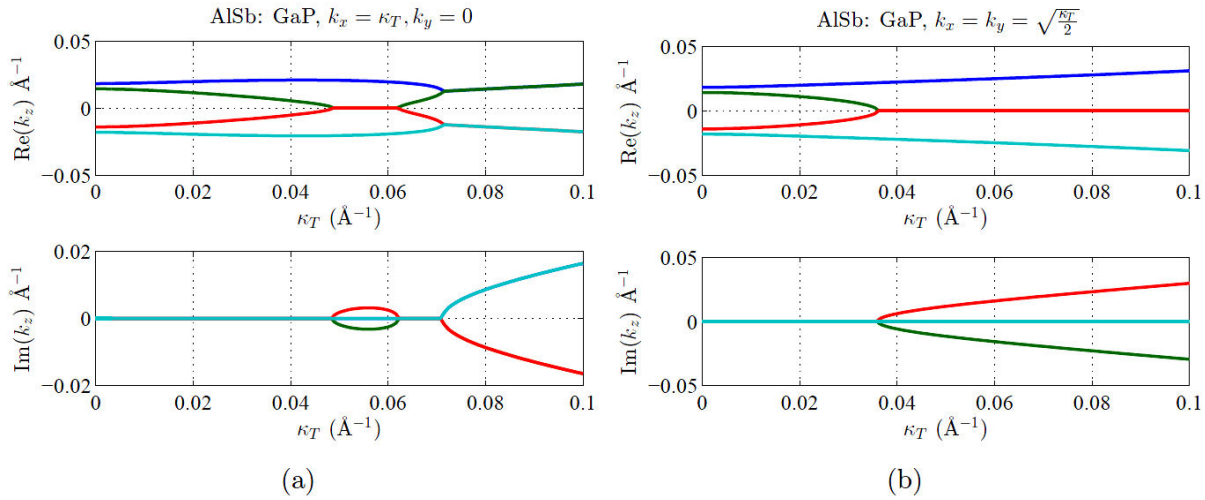 AlSb: GaP, kₓ = κ_T, k_y = 0
0.05
0
−0.05
Re(k_z) Å⁻¹
0 0.02 0.04 0.06 0.08 0.1
κ_T (Å⁻¹)
0.02
0
−0.02
Im(k_z) Å⁻¹
0 0.02 0.04 0.06 0.08 0.1
κ_T (Å⁻¹)
(a)
AlSb: GaP, kₓ = k_y = √(κ_T/2)
0.05
0
−0.05
Re(k_z) Å⁻¹
0 0.02 0.04 0.06 0.08 0.1
κ_T (Å⁻¹)
0.05
0
−0.05
Im(k_z) Å⁻¹
0 0.02 0.04 0.06 0.08 0.1
κ_T (Å⁻¹)
(b)